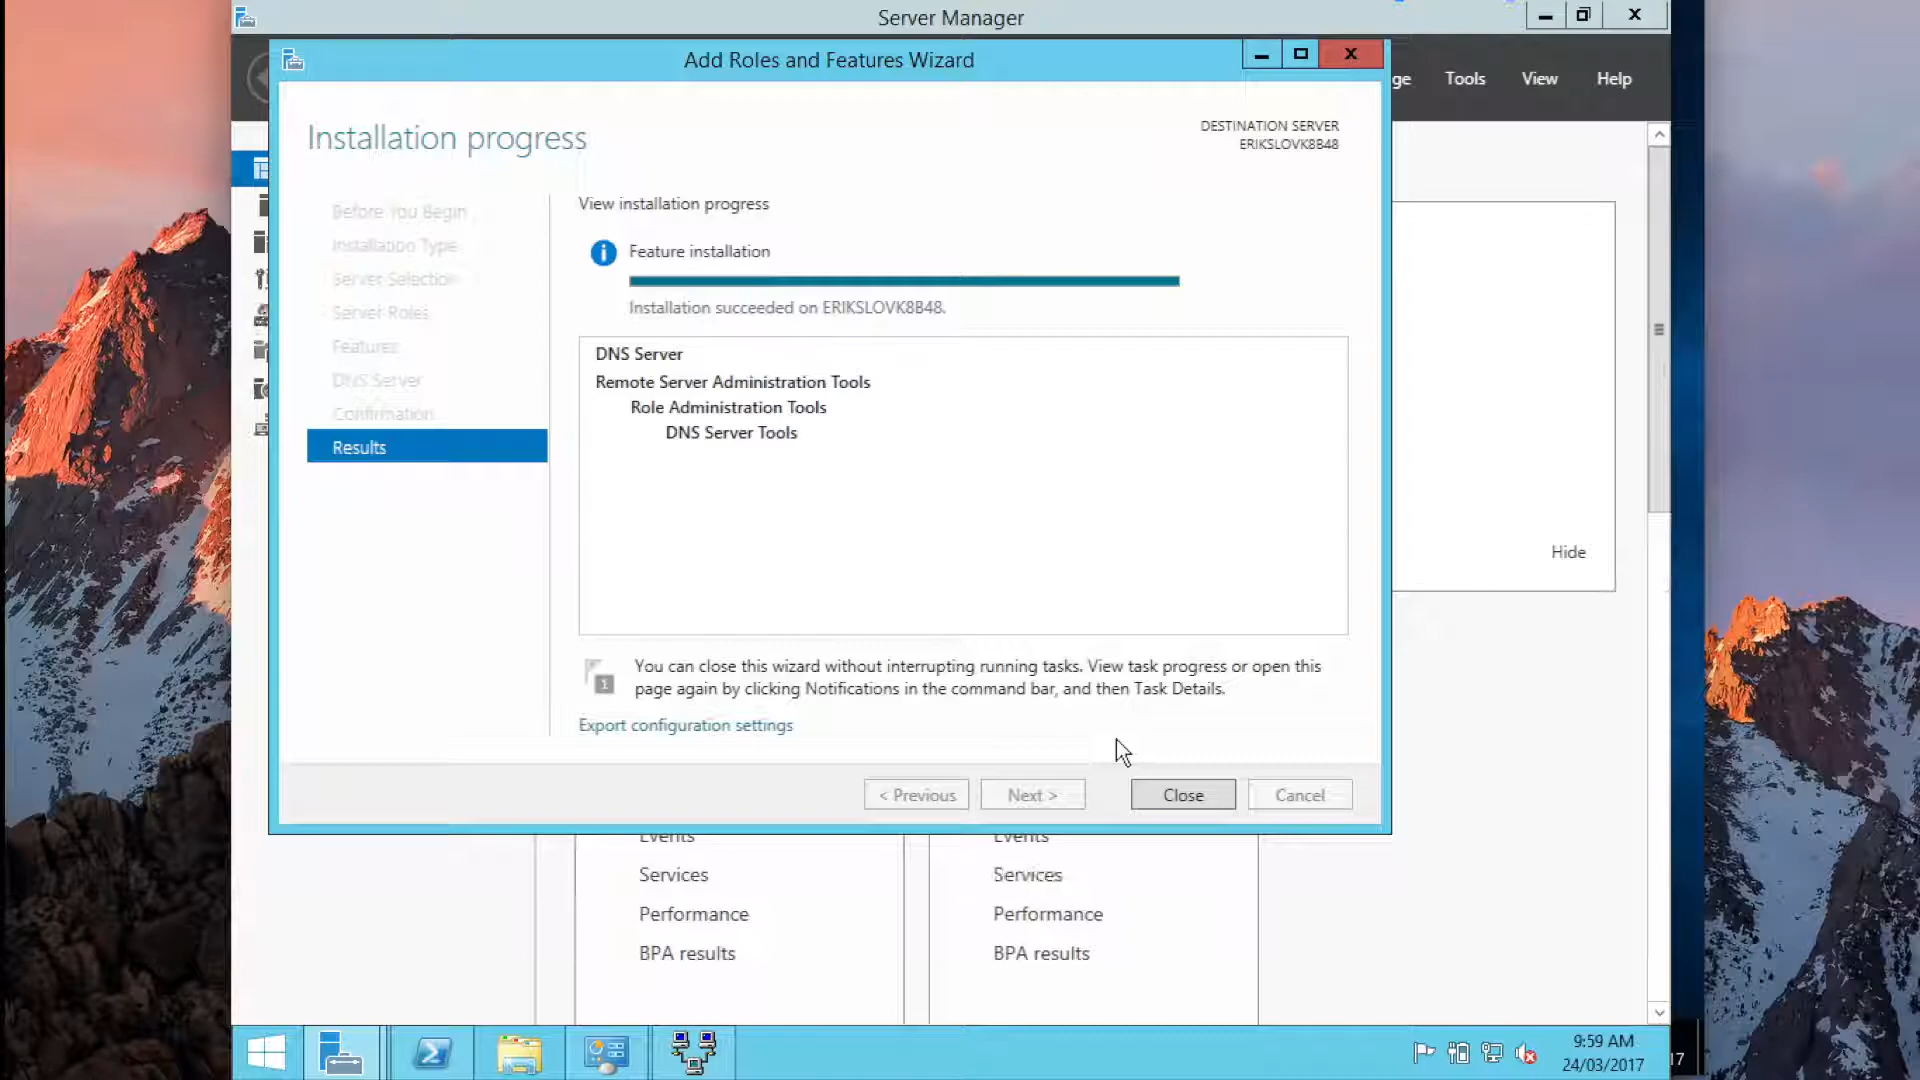 Server Manager
Add Roles and Features Wizard
Tools
View
Help
Installation progress
DESTINATION SERVER
ERIKSLOVK8B48
Before You Begin
Installation Type
Server Selection
Server Roles
Features
DNS Server
Confirmation
Results
View installation progress
Feature installation
Installation succeeded on ERIKSLOVK8B48.
DNS Server
Remote Server Administration Tools
Role Administration Tools
DNS Server Tools
Hide
You can close this wizard without interrupting running tasks. View task progress or open this
page again by clicking Notifications in the command bar, and then Task Details.
Export configuration settings
< Previous
Next >
Close
Cancel
Events
Services
Performance
BPA results
Events
Services
Performance
BPA results
9:59 AM
24/03/2017
17